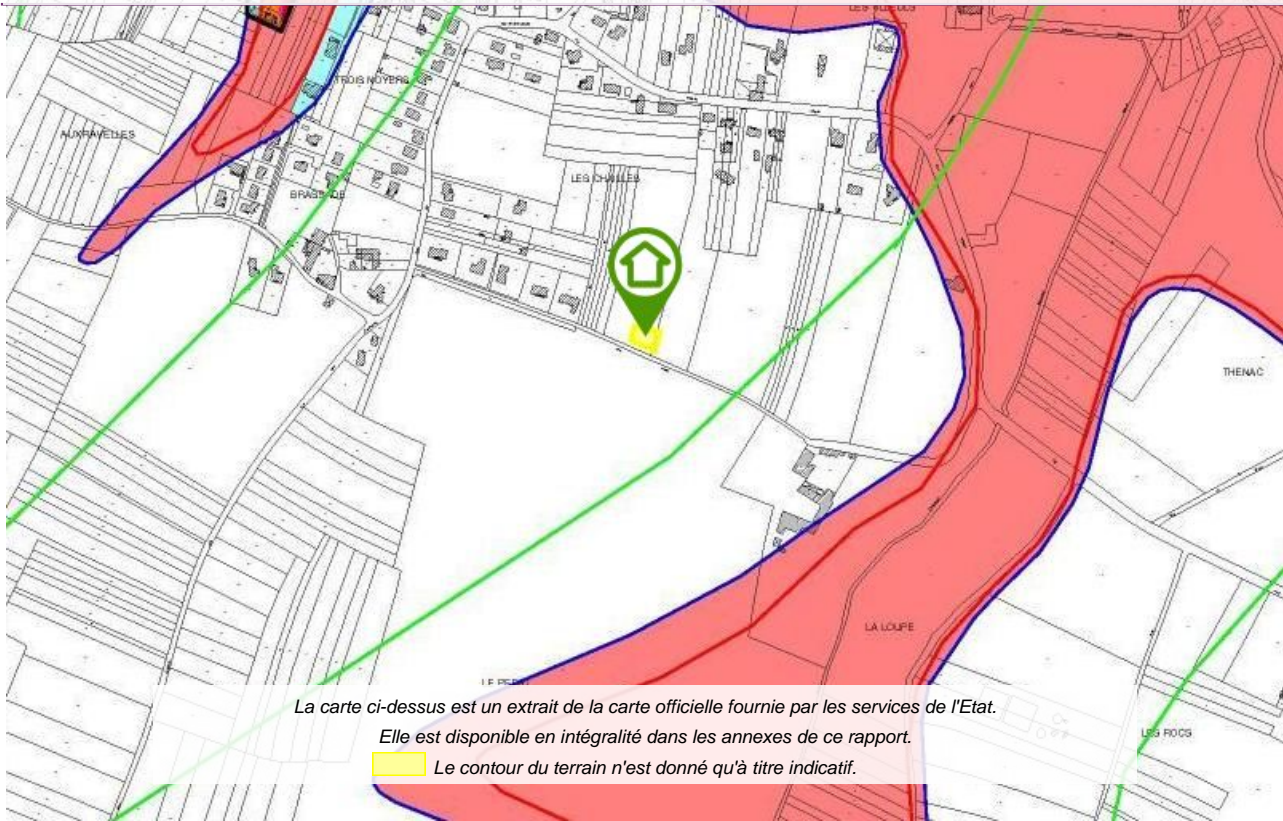 TROIS NOYERS
AUXRAVELLES
LES CHAILLES
THENAC
LA LOUPE
La carte ci-dessus est un extrait de la carte officielle fournie par les services de l'Etat.
Elle est disponible en intégralité dans les annexes de ce rapport.
LES ROCS
Le contour du terrain n'est donné qu'à titre indicatif.